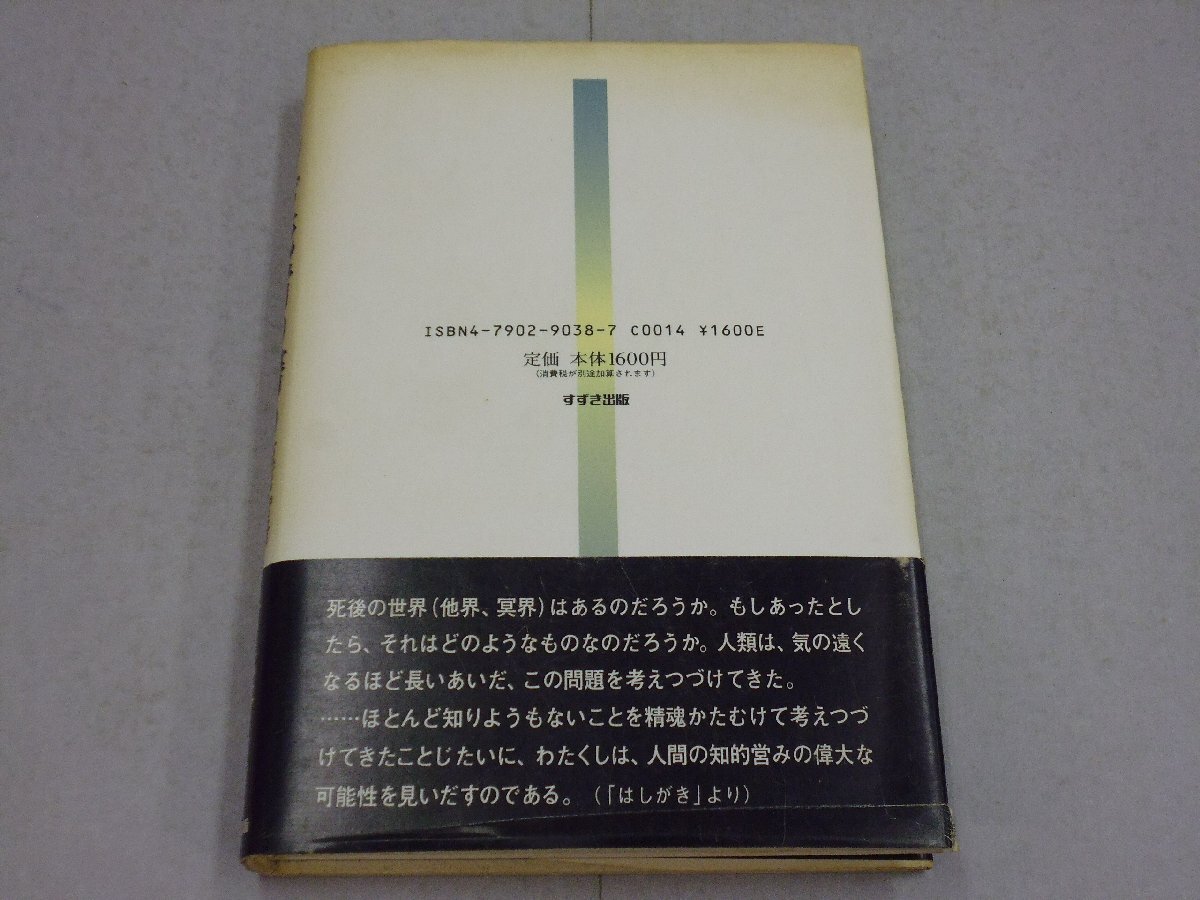 ISBN4-7902-9038-7 C0014 ¥1600E
定価 本体1600円
(消費税が別途加算されます)
すずき出版
死後の世界(他界、冥界)はあるのだろうか。もしあったとし
たら、それはどのようなものなのだろうか。人類は、気の遠く
なるほど長いあいだ、この問題を考えつづけてきた。
……ほとんど知りようもないことを精魂かたむけて考えつづ
けてきたことじたいに、わたくしは、人間の知的営みの偉大な
可能性を見いだすのである。(「はしがき」より)